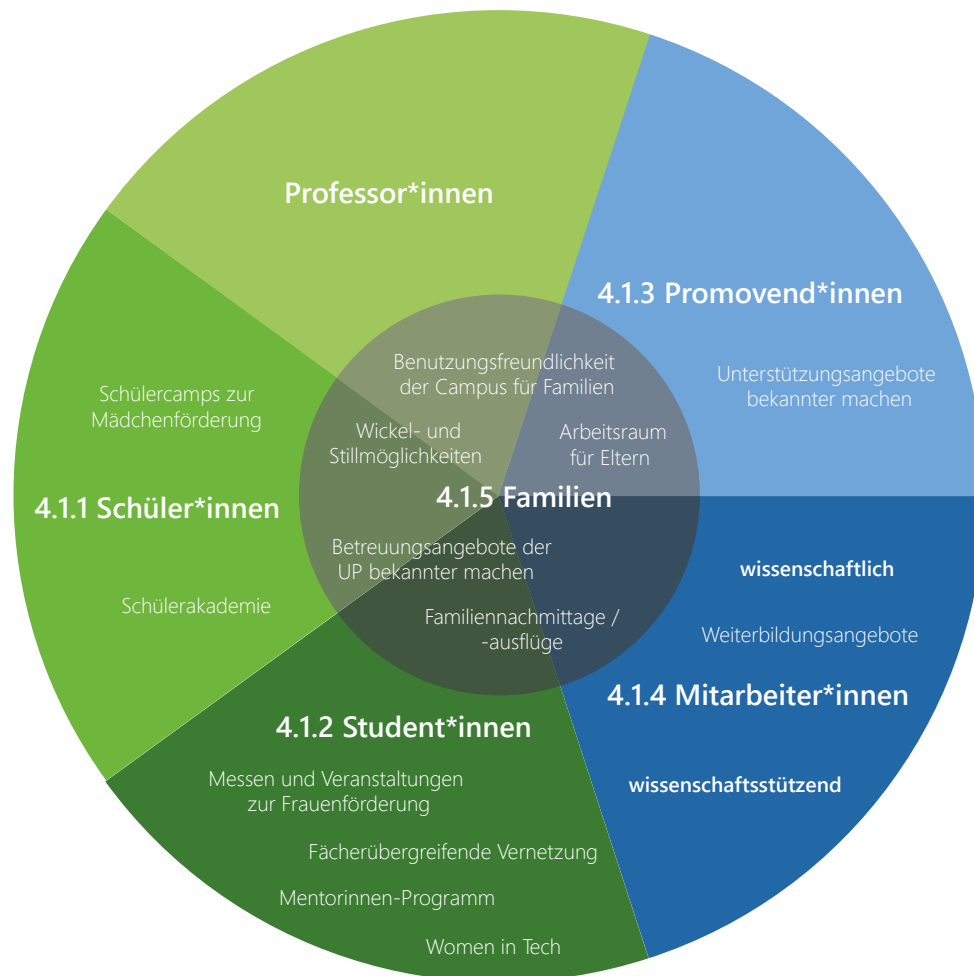 Professor*innen
4.1.3 Promovend*innen
Unterstützungsangebote
bekannter machen
Benutzungsfreundlichkeit
der Campus für Familien
Schülercamps zur
Mädchenförderung
Wickel- und
Stillmöglichkeiten
Arbeitsraum
für Eltern
4.1.1 Schüler*innen
4.1.5 Familien
Betreuungsangebote der
UP bekannter machen
Schülerakademie
Familiennachmittage /
-ausflüge
wissenschaftlich
Weiterbildungsangebote
4.1.4 Mitarbeiter*innen
wissenschaftsstützend
4.1.2 Student*innen
Messen und Veranstaltungen
zur Frauenförderung
Fächerübergreifende Vernetzung
Mentorinnen-Programm
Women in Tech